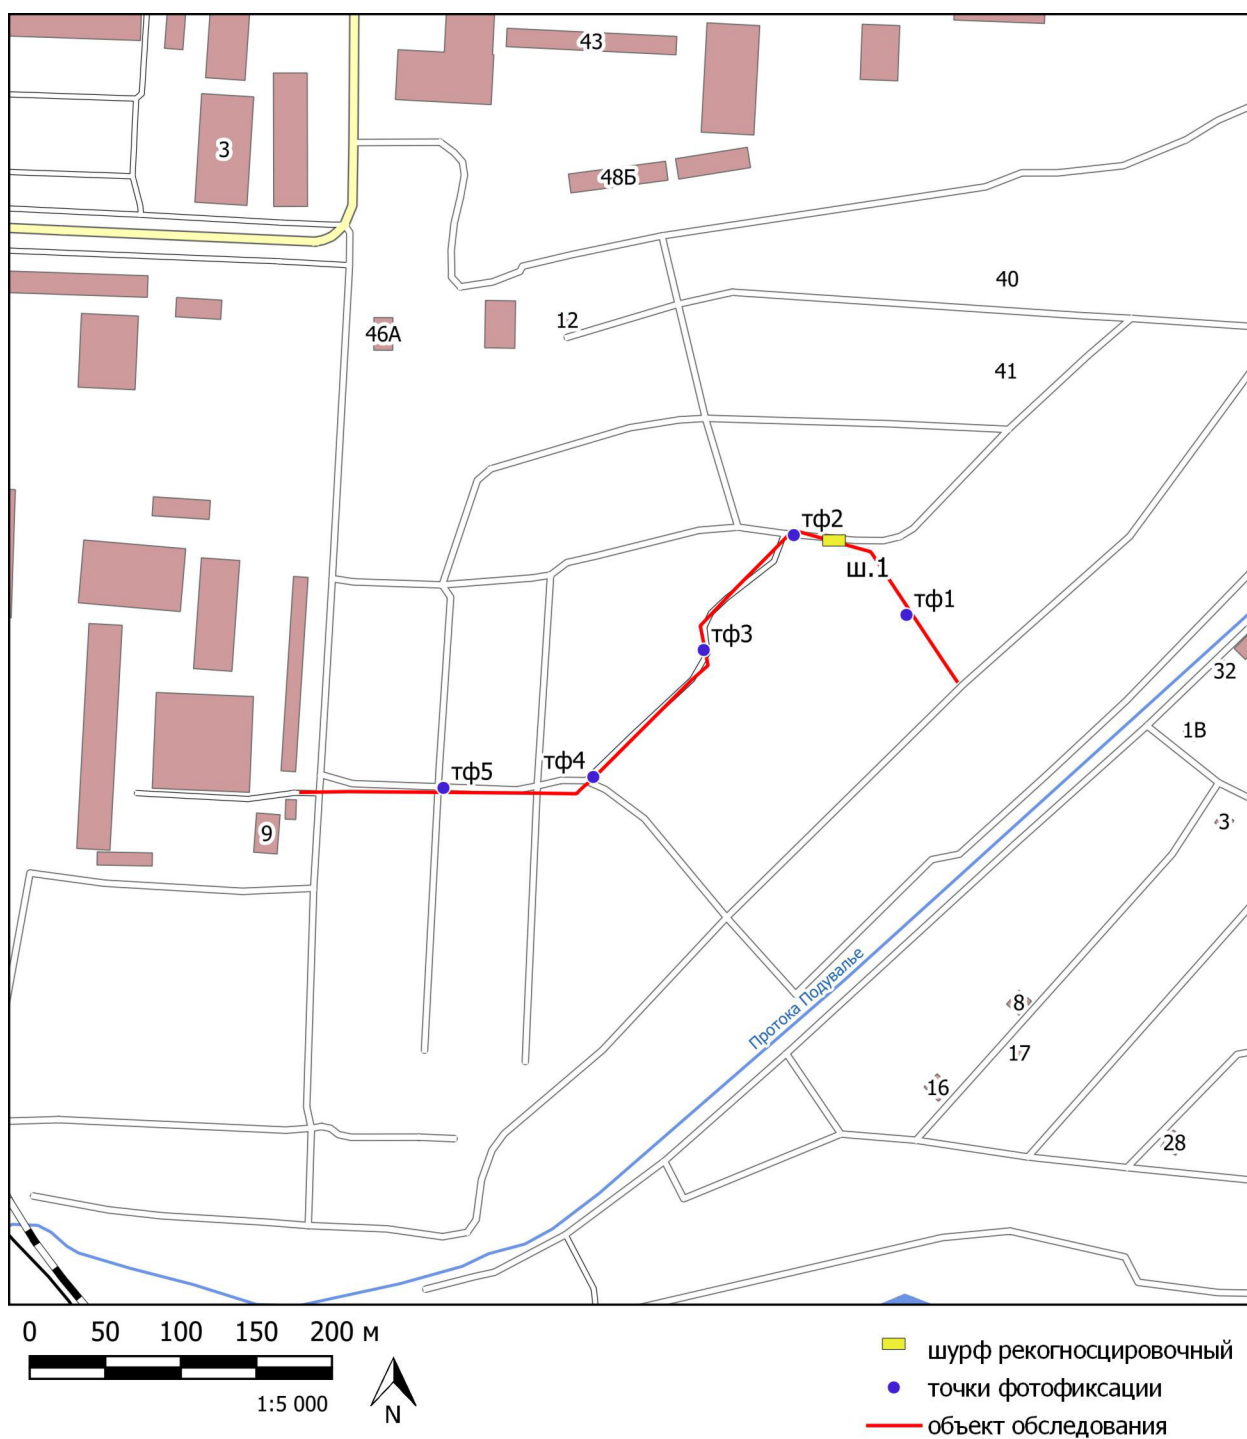 43
3
48Б
40
12
46А
41
тф2
ш.1
тф1
тф3
32
1В
тф4
тф5
3
9
Протока Подувалье
8
17
16
28
0 50 100 150 200 м
1:5 000
N
шурф рекогносцировочный
точки фотофиксации
объект обследования